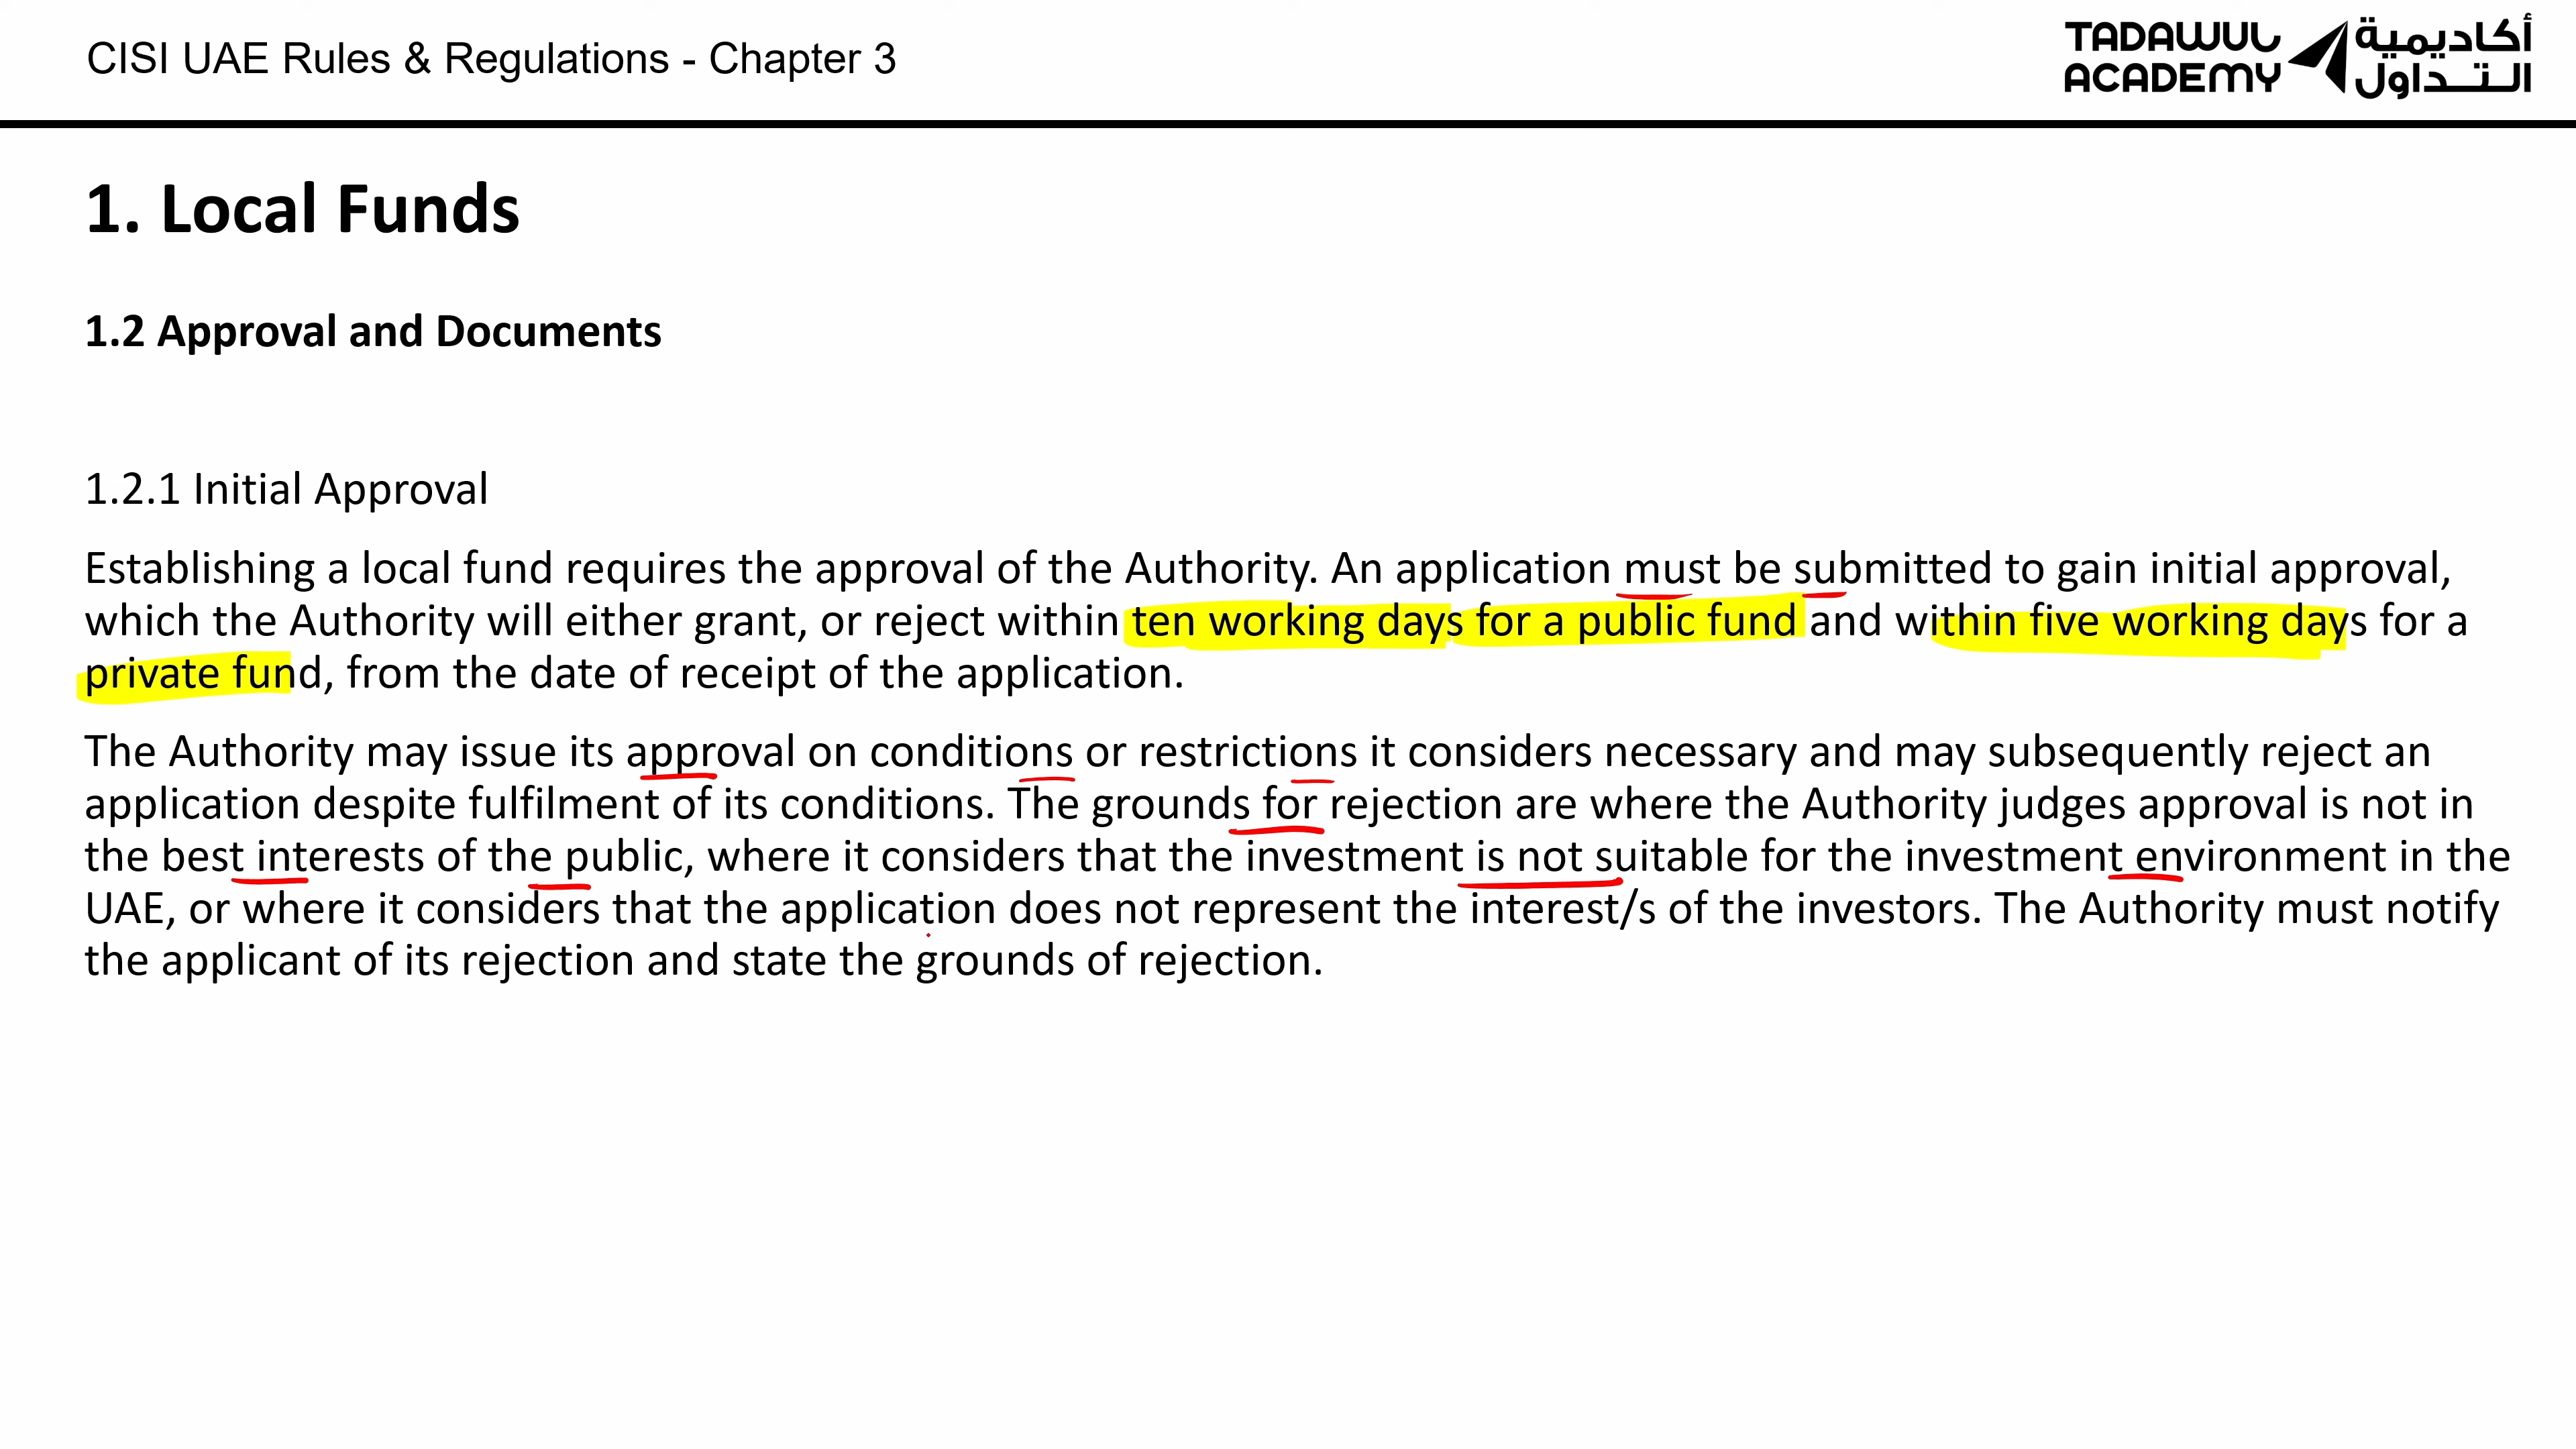 CISI UAE Rules & Regulations - Chapter 3
TADAWUL
ACADEMY
أكاديمية
التداول
1. Local Funds
1.2 Approval and Documents
1.2.1 Initial Approval
Establishing a local fund requires the approval of the Authority. An application must be submitted to gain initial approval,
which the Authority will either grant, or reject within ten working days for a public fund and within five working days for a
private fund, from the date of receipt of the application.
The Authority may issue its approval on conditions or restrictions it considers necessary and may subsequently reject an
application despite fulfilment of its conditions. The grounds for rejection are where the Authority judges approval is not in
the best interests of the public, where it considers that the investment is not suitable for the investment environment in the
UAE, or where it considers that the application does not represent the interest/s of the investors. The Authority must notify
the applicant of its rejection and state the grounds of rejection.